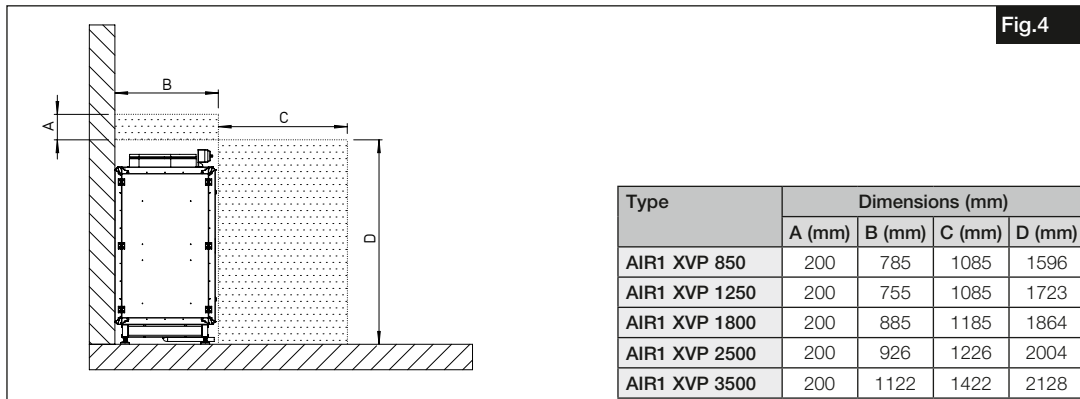 Fig.4
B
A
C
D
Type Dimensions (mm)
A (mm) B (mm) C (mm) D (mm)
AIR1 XVP 850 200 785 1085 1596
AIR1 XVP 1250 200 755 1085 1723
AIR1 XVP 1800 200 885 1185 1864
AIR1 XVP 2500 200 926 1226 2004
AIR1 XVP 3500 200 1122 1422 2128